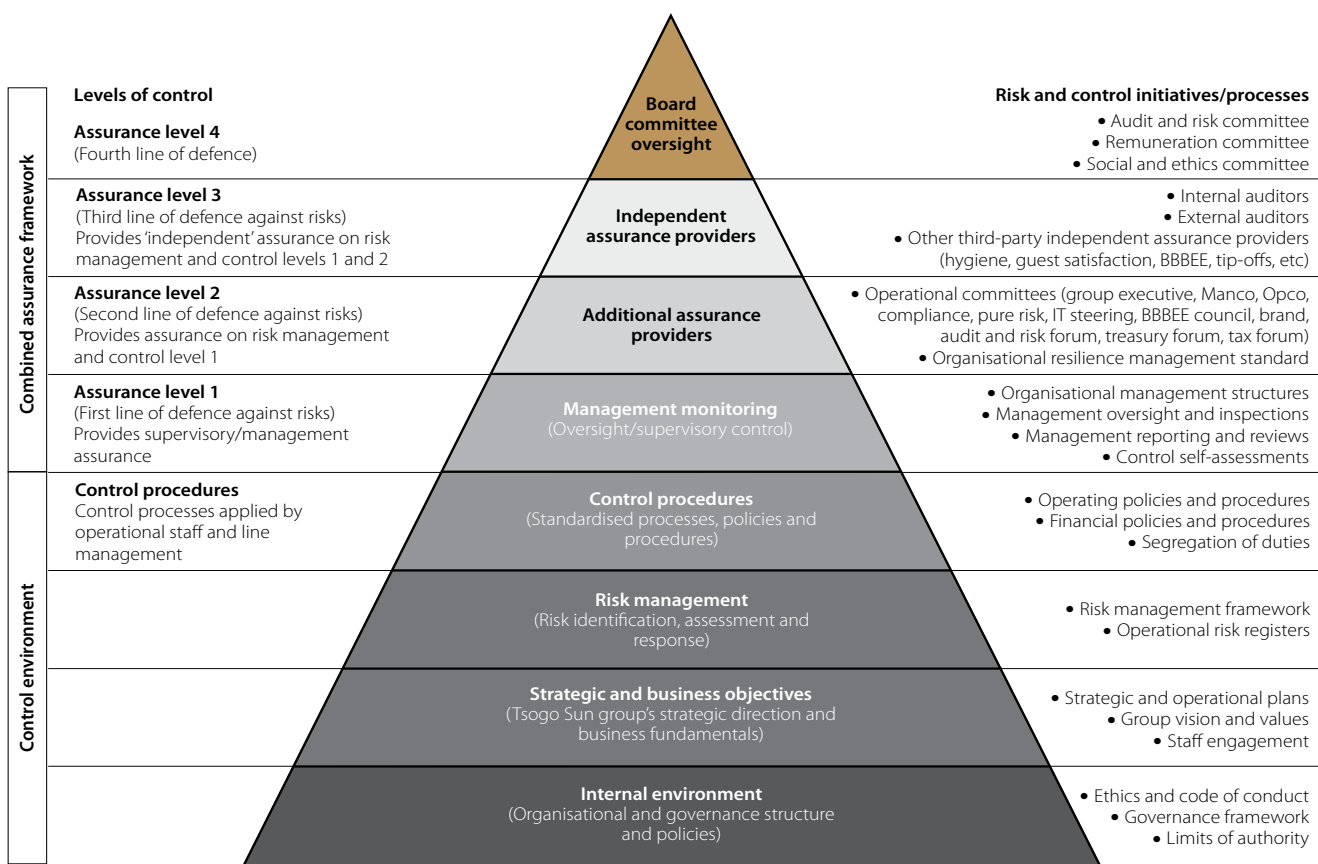 Levels of control
Risk and control initiatives/processes
Combined assurance framework
Assurance level 4
(Fourth line of defence)
Board
committee
oversight
• Audit and risk committee
• Remuneration committee
• Social and ethics committee
Assurance level 3
(Third line of defence against risks)
Provides ‘independent’ assurance on risk
management and control levels 1 and 2
Independent
assurance providers
• Internal auditors
• External auditors
• Other third-party independent assurance providers
(hygiene, guest satisfaction, BBBEE, tip-offs, etc)
Assurance level 2
(Second line of defence against risks)
Provides assurance on risk management
and control level 1
Additional assurance
providers
• Operational committees (group executive, Manco, Opco,
compliance, pure risk, IT steering, BBBEE council, brand,
audit and risk forum, treasury forum, tax forum)
• Organisational resilience management standard
Assurance level 1
(First line of defence against risks)
Provides supervisory/management
assurance
Management monitoring
(Oversight/supervisory control)
• Organisational management structures
• Management oversight and inspections
• Management reporting and reviews
• Control self-assessments
Control environment
Control procedures
Control processes applied by
operational staff and line
management
Control procedures
(Standardised processes, policies and
procedures)
• Operating policies and procedures
• Financial policies and procedures
• Segregation of duties
Risk management
(Risk identification, assessment and
response)
• Risk management framework
• Operational risk registers
Strategic and business objectives
(Tsogo Sun group’s strategic direction and
business fundamentals)
• Strategic and operational plans
• Group vision and values
• Staff engagement
Internal environment
(Organisational and governance structure
and policies)
• Ethics and code of conduct
• Governance framework
• Limits of authority